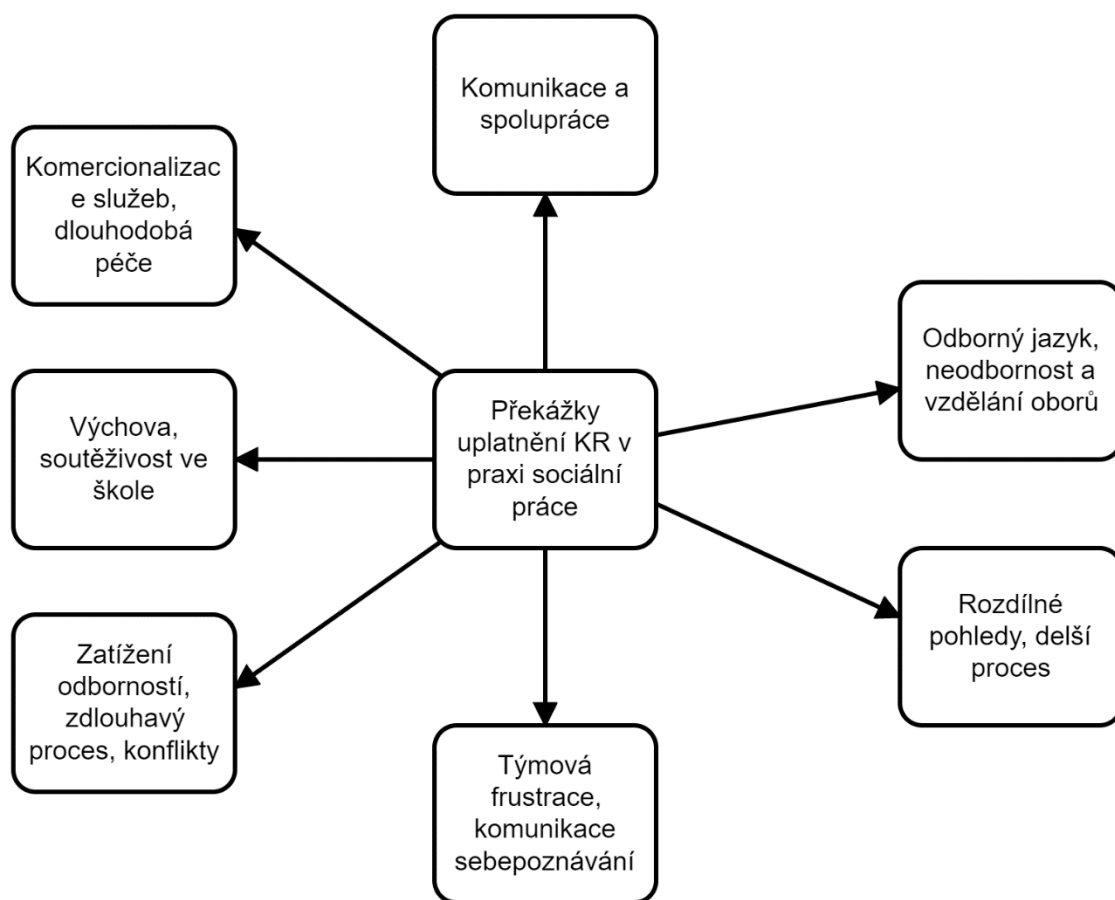 Komunikace a
spolupráce
Komercionalizac
e služeb,
dlouhodobá
péče
Odborný jazyk,
neodbornost a
vzdělání oborů
Výchova,
soutěživost ve
škole
Překážky
uplatnění KR v
praxi sociální
práce
Rozdílné
pohledy, delší
proces
Zatížení
odborností,
zdlouhavý
proces, konflikty
Týmová
frustrace,
komunikace
sebepoznávání